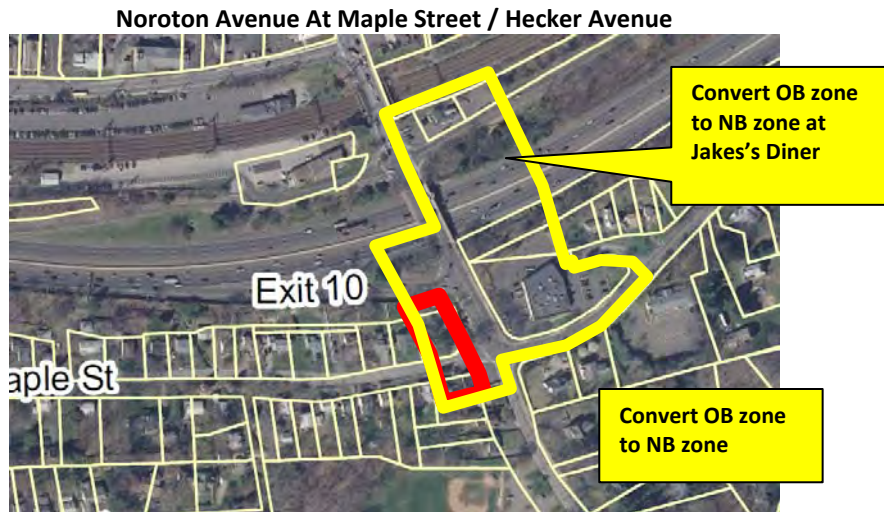 Noroton Avenue At Maple Street / Hecker Avenue
Convert OB zone
to NB zone at
Jakes's Diner
Exit 10
aple St
Convert OB zone
to NB zone